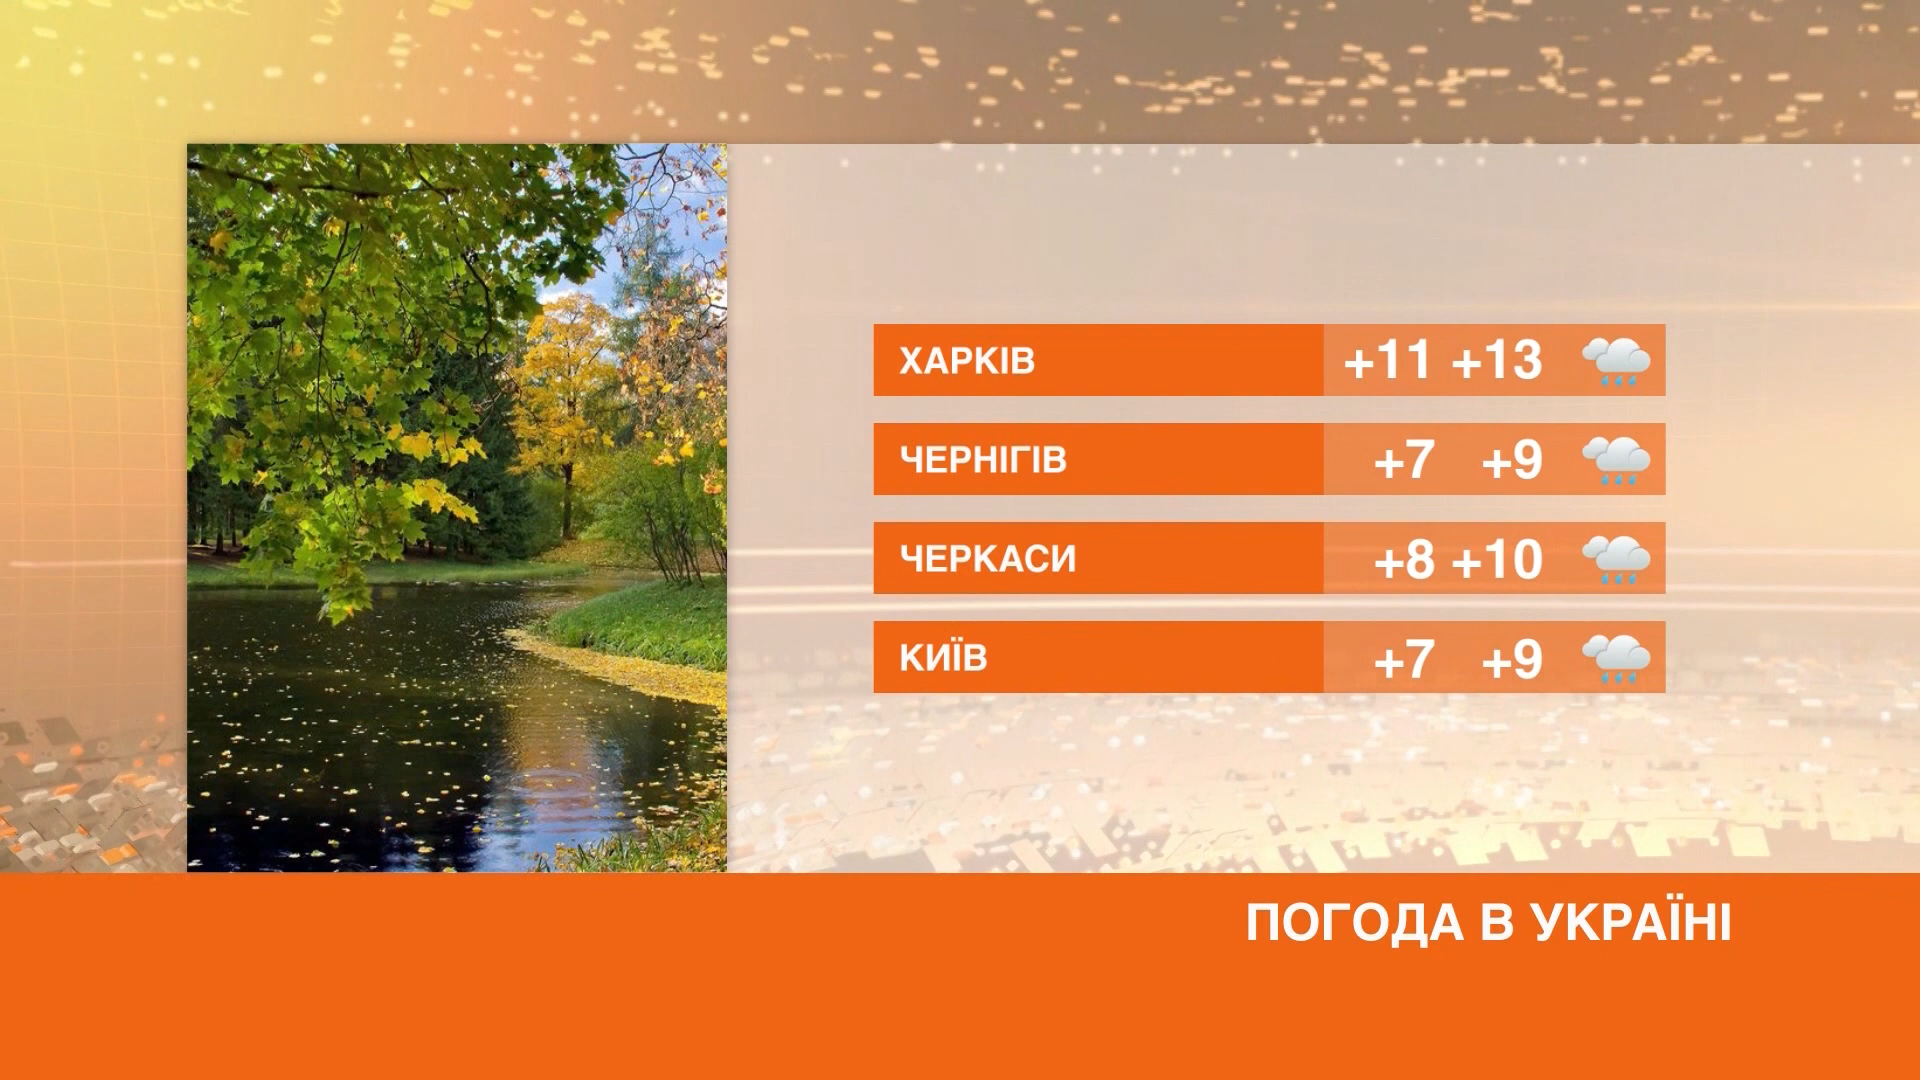 ХАРКІВ +11 +13
ЧЕРНІГІВ +7 +9
ЧЕРКАСИ +8 +10
КИЇВ +7 +9
ПОГОДА В УКРАЇНІ